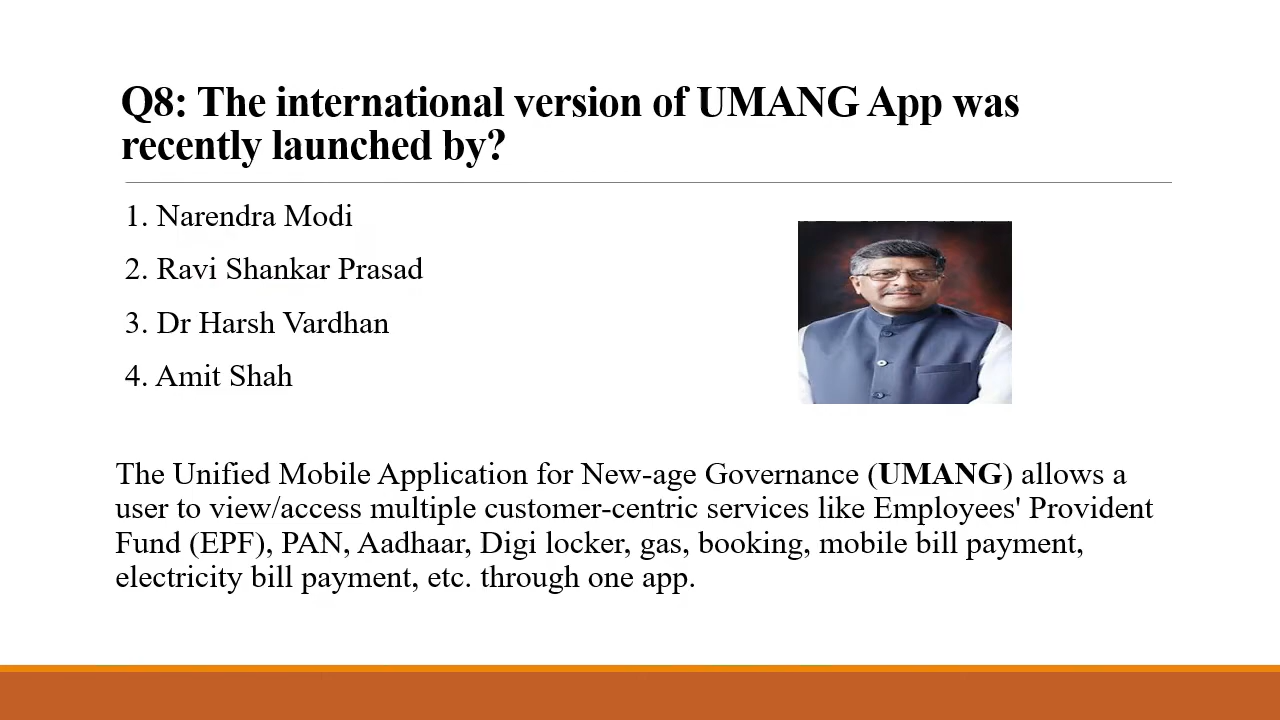 Q8: The international version of UMANG App was
recently launched by?
1. Narendra Modi
2. Ravi Shankar Prasad
3. Dr Harsh Vardhan
4. Amit Shah
The Unified Mobile Application for New-age Governance (UMANG) allows a
user to view/access multiple customer-centric services like Employees' Provident
Fund (EPF), PAN, Aadhaar, Digi locker, gas, booking, mobile bill payment,
electricity bill payment, etc. through one app.